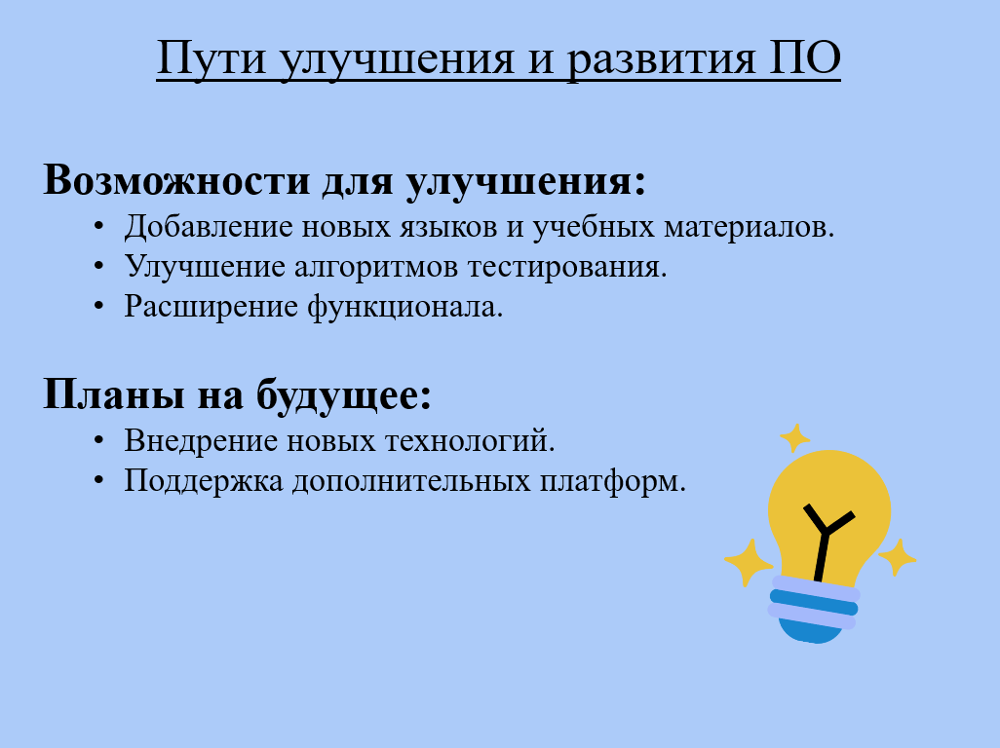 Пути улучшения и развития ПО
Возможности для улучшения:
• Добавление новых языков и учебных материалов.
• Улучшение алгоритмов тестирования.
• Расширение функционала.
Планы на будущее:
• Внедрение новых технологий.
• Поддержка дополнительных платформ.